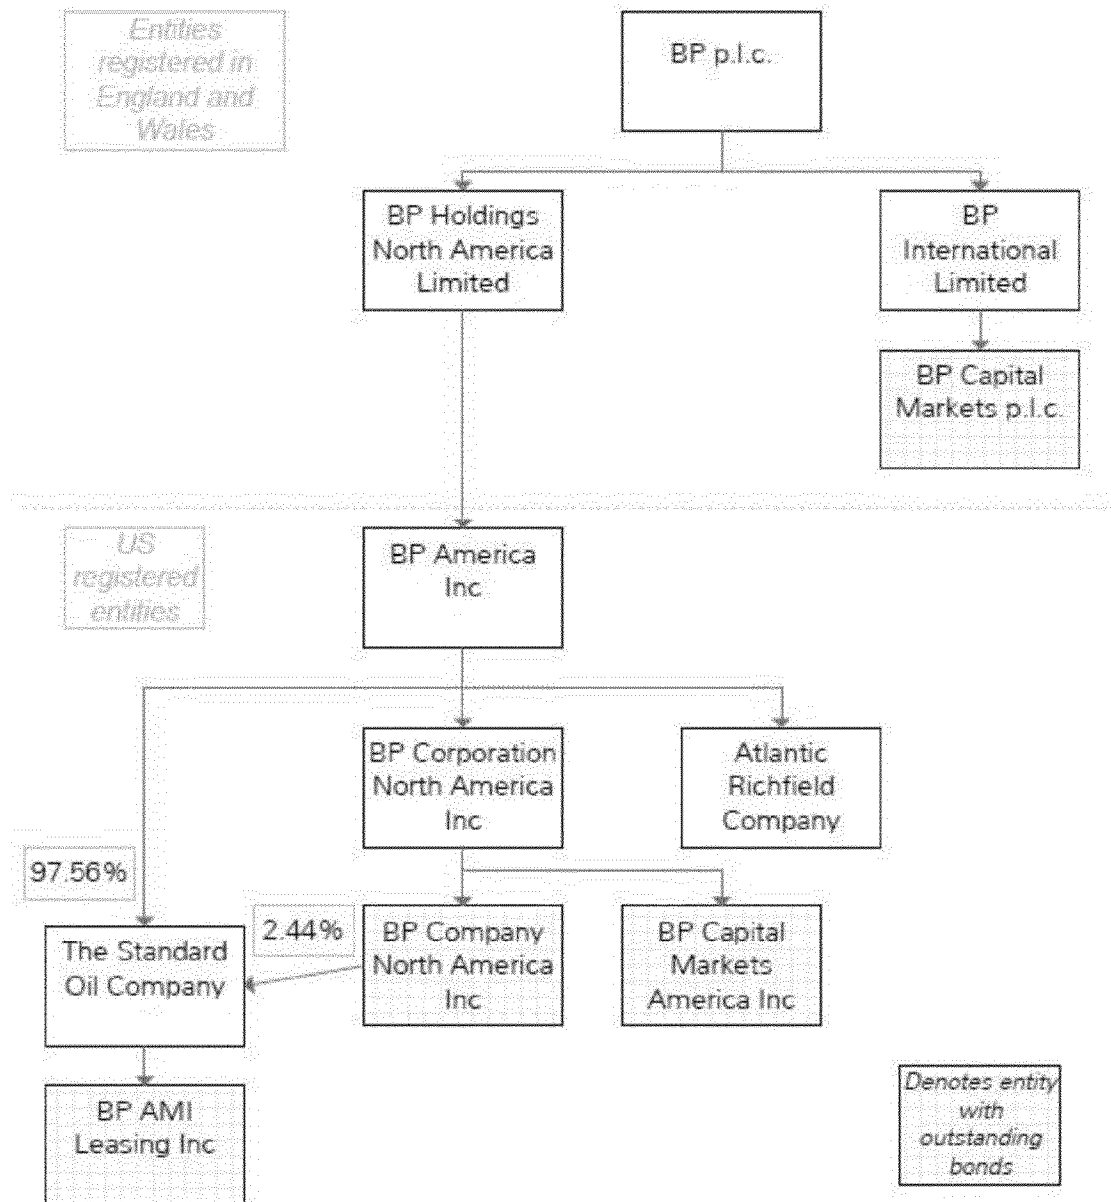 Entities
registered in
England and
Wales
BP p.l.c.
BP Holdings
North America
Limited
BP
International
Limited
BP Capital
Markets p.l.c.
US
registered
entities
BP America
Inc
BP Corporation
North America
Inc
Atlantic
Richfield
Company
97.56%
2.44%
The Standard
Oil Company
BP Company
North America
Inc
BP Capital
Markets
America Inc
BP AMI
Leasing Inc
Denotes entity
with
outstanding
bonds